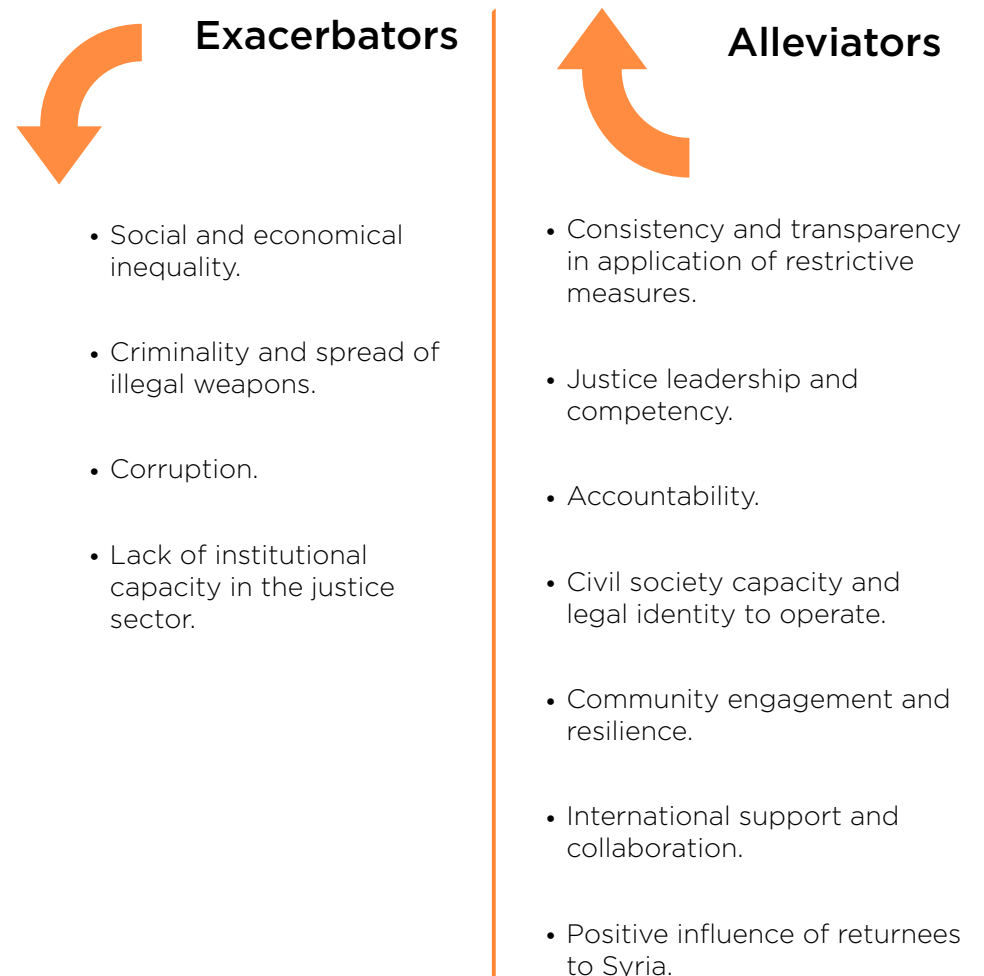 Exacerbators
• Social and economical
inequality.
• Criminality and spread of
illegal weapons.
• Corruption.
• Lack of institutional
capacity in the justice
sector.
Alleviators
• Consistency and transparency
in application of restrictive
measures.
• Justice leadership and
competency.
• Accountability.
• Civil society capacity and
legal identity to operate.
• Community engagement and
resilience.
• International support and
collaboration.
• Positive influence of returnees
to Syria.